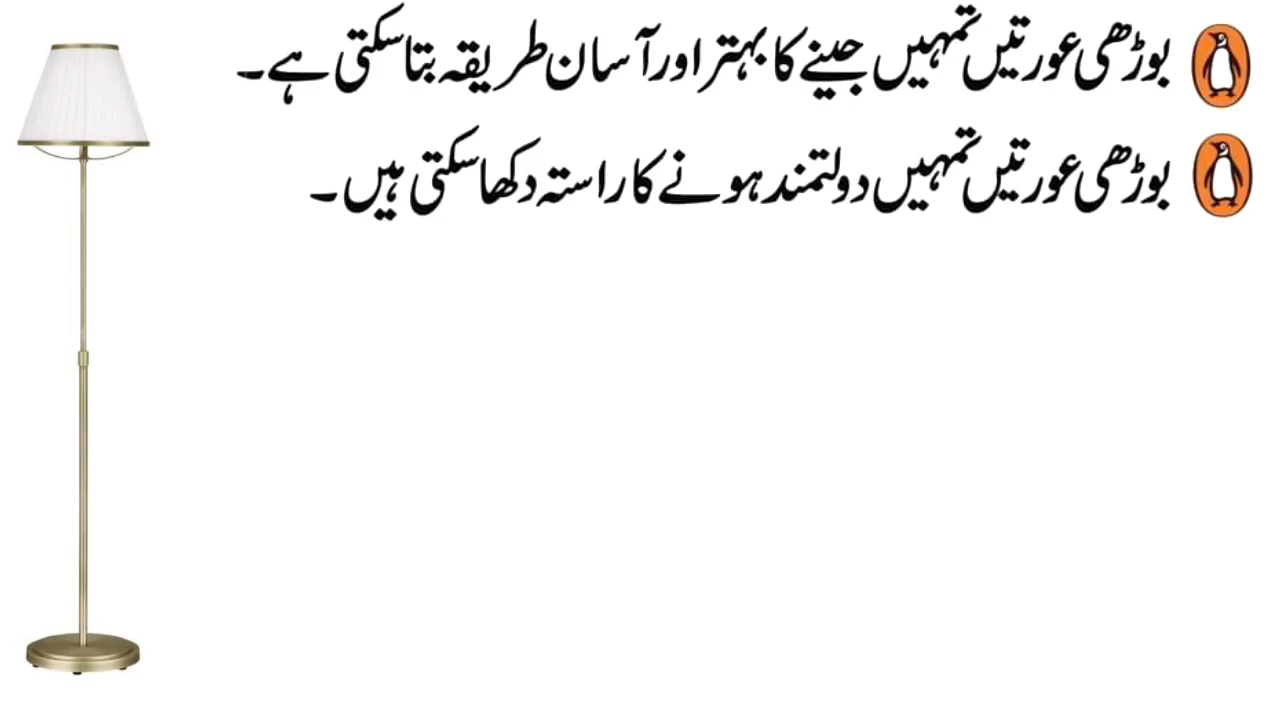 بوڑھی عورتیں تمہیں جینے کا بہتر اور آسان طریقہ بتا سکتی ہے۔
بوڑھی عورتیں تمہیں دولتمند ہونے کا راستہ دکھا سکتی ہیں۔